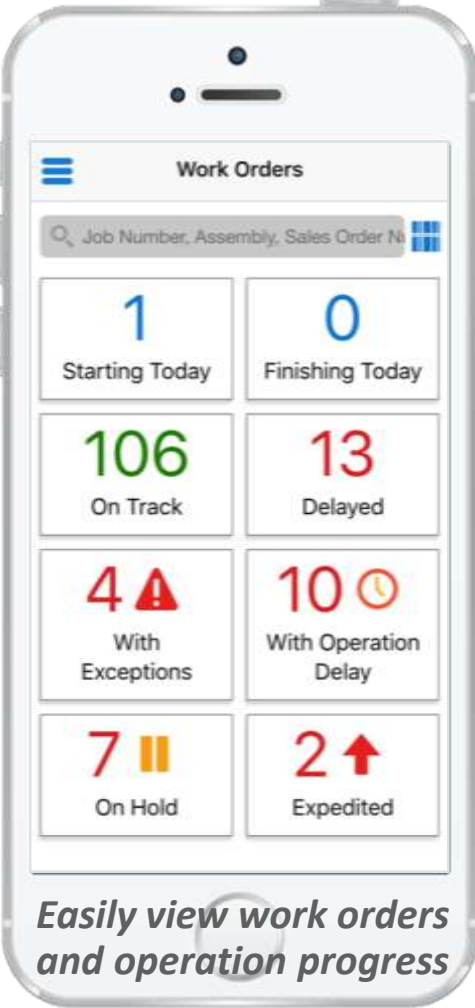 Work Orders
Job Number, Assembly, Sales Order Nu
1
Starting Today
0
Finishing Today
106
On Track
13
Delayed
4
With
Exceptions
10
With Operation
Delay
7
On Hold
2
Expedited
Easily view work orders
and operation progress